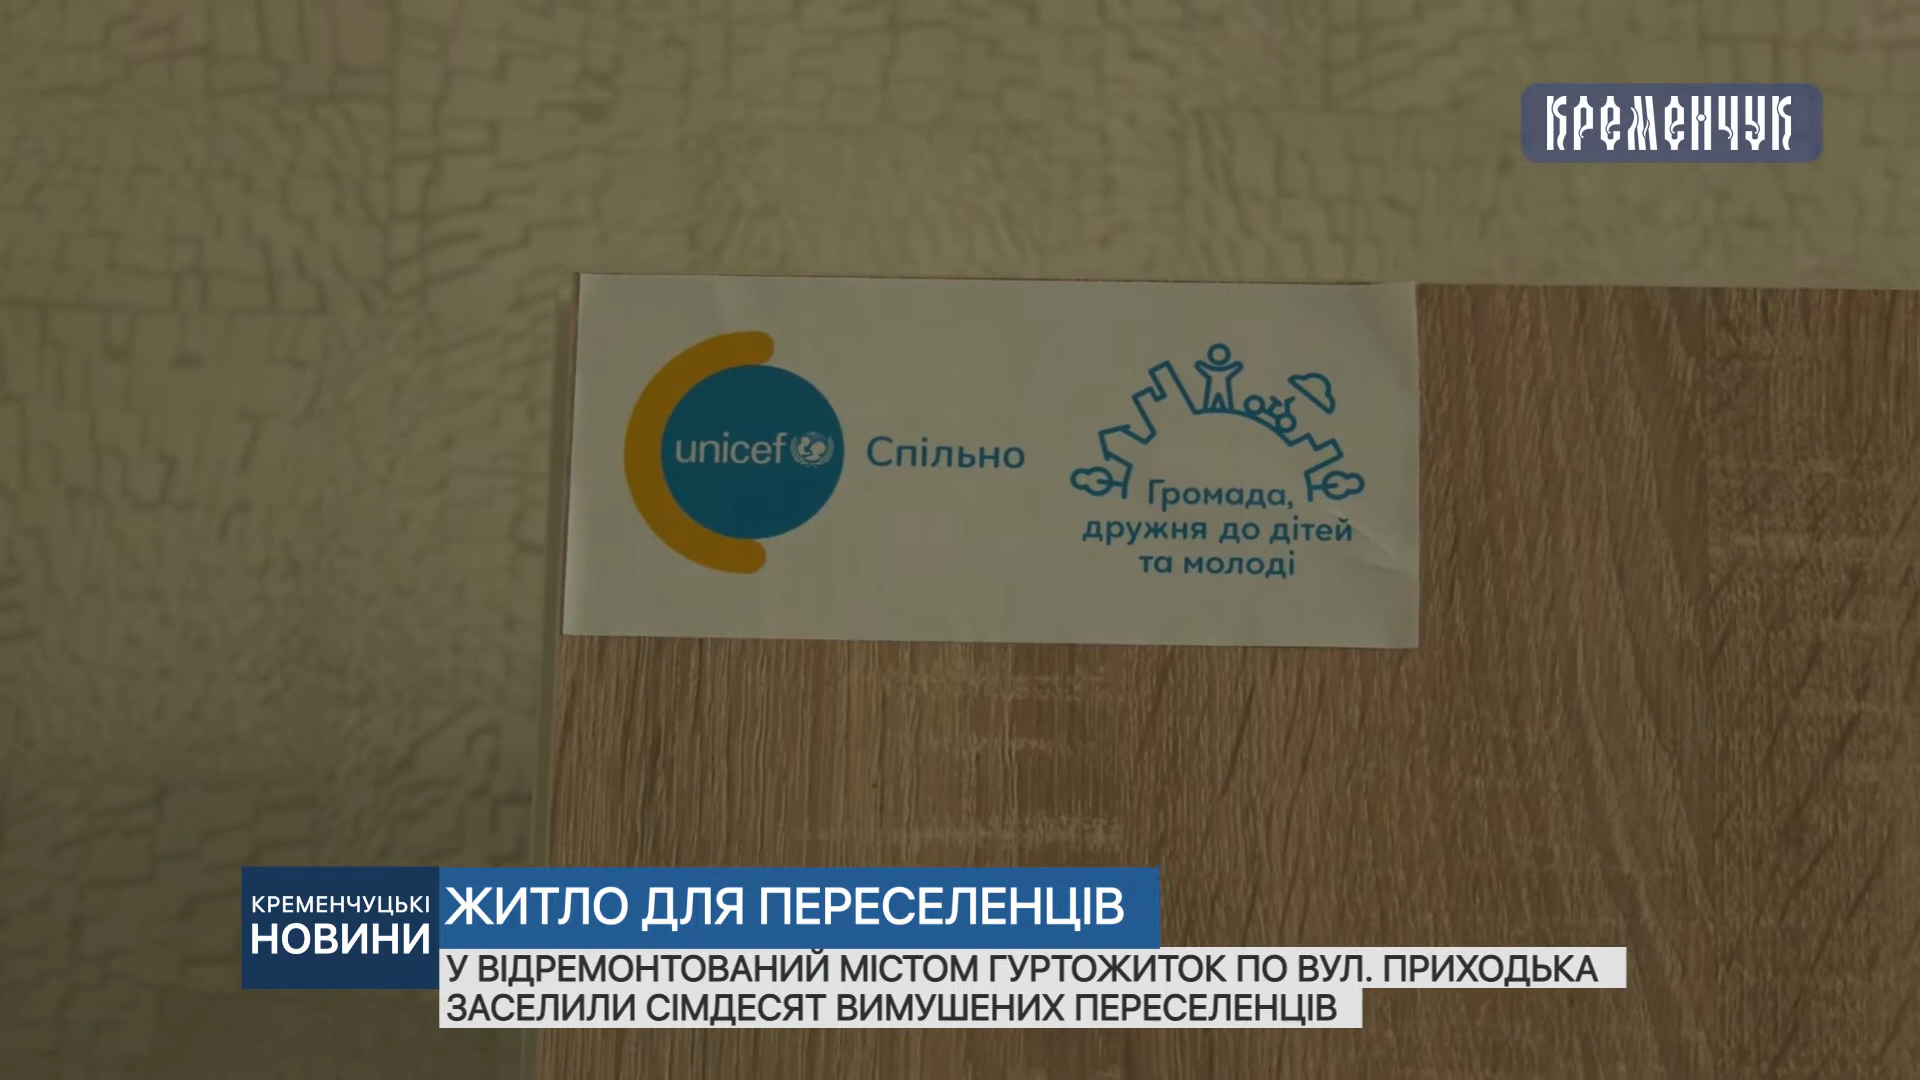 КРЕМЕНЧУК
unicef
Спільно
Громада,
дружня до дітей
та молоді
КРЕМЕНЧУЦЬКІ
НОВИНИ
ЖИТЛО ДЛЯ ПЕРЕСЕЛЕНЦІВ
У ВІДРЕМОНТОВАНИЙ МІСТОМ ГУРТОЖИТОК ПО ВУЛ. ПРИХОДЬКА
ЗАСЕЛИЛИ СІМДЕСЯТ ВИМУШЕНИХ ПЕРЕСЕЛЕНЦІВ